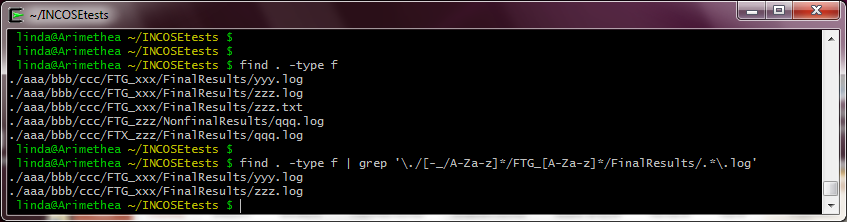 ~/INCOSEtests
linda@Arimethea ~/INCOSEtests $
linda@Arimethea ~/INCOSEtests $
linda@Arimethea ~/INCOSEtests $ find . -type f
./aaa/bbb/ccc/FTG_xxx/FinalResults/yyy.log
./aaa/bbb/ccc/FTG_xxx/FinalResults/zzz.log
./aaa/bbb/ccc/FTG_xxx/FinalResults/zzz.txt
./aaa/bbb/ccc/FTG_zzz/NonfinalResults/qqq.log
./aaa/bbb/ccc/FTX_zzz/FinalResults/qqq.log
linda@Arimethea ~/INCOSEtests $
linda@Arimethea ~/INCOSEtests $ find . -type f | grep '\./[-_/A-Za-z]*/FTG_[A-Za-z]*/FinalResults/.*\.log'
./aaa/bbb/ccc/FTG_xxx/FinalResults/yyy.log
./aaa/bbb/ccc/FTG_xxx/FinalResults/zzz.log
linda@Arimethea ~/INCOSEtests $